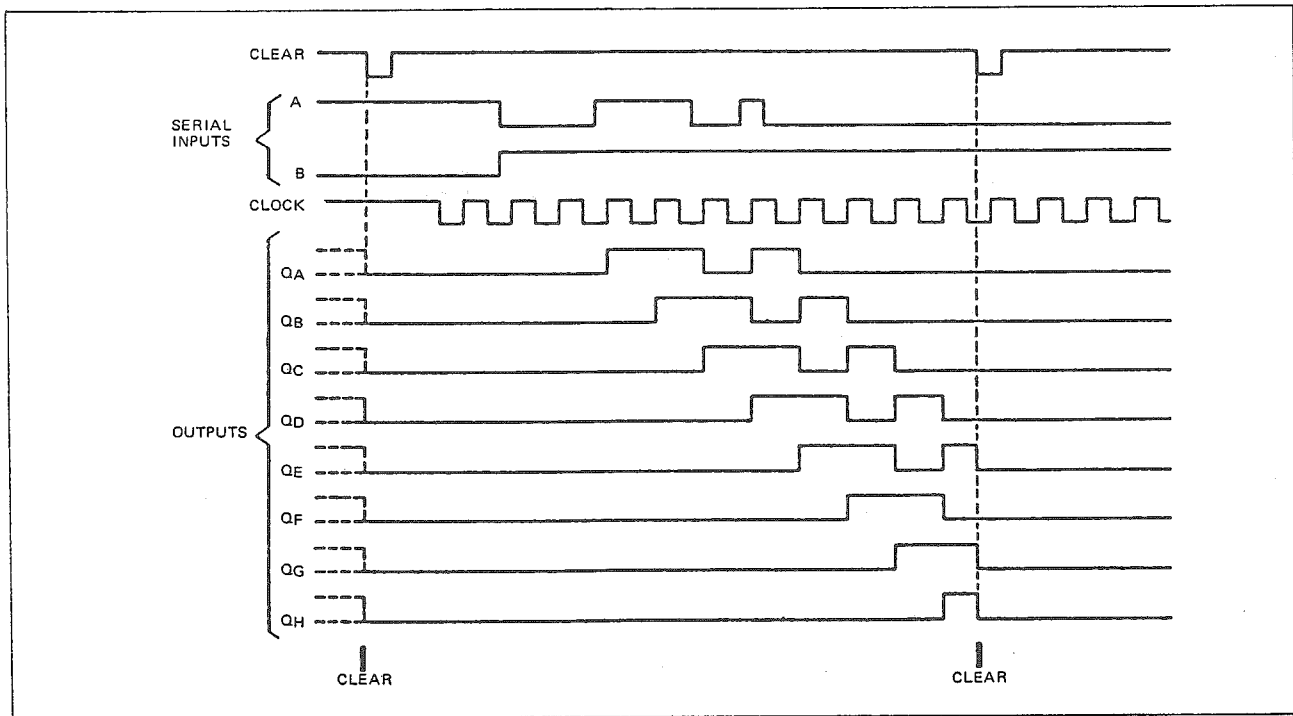 CLEAR
A
SERIAL
INPUTS
B
CLOCK
QA
QB
QC
QD
OUTPUTS
QE
QF
QG
QH
CLEAR
CLEAR